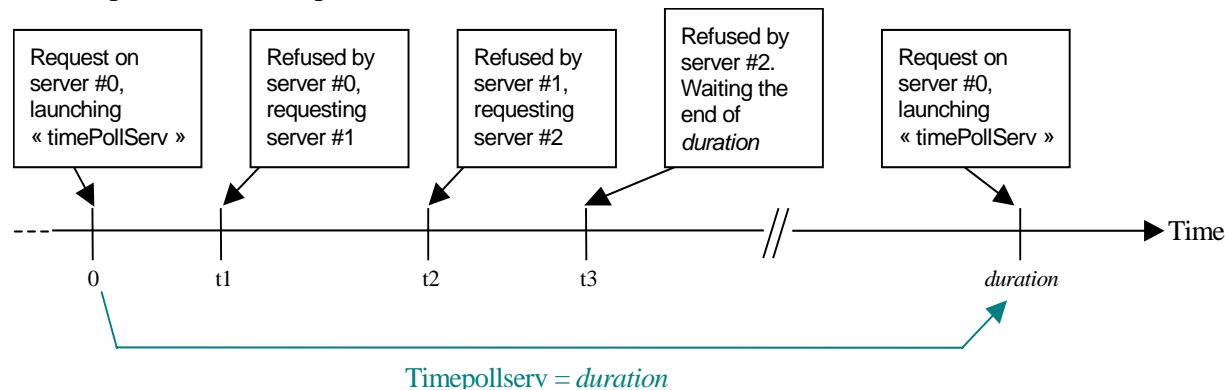 Request on
server #0,
launching
« timePollServ »
Refused by
server #0,
requesting
server #1
Refused by
server #1,
requesting
server #2
Refused by
server #2.
Waiting the
end of
duration
Request on
server #0,
launching
« timePollServ »
Time
0
t1
t2
t3
duration
Timepollserv = duration